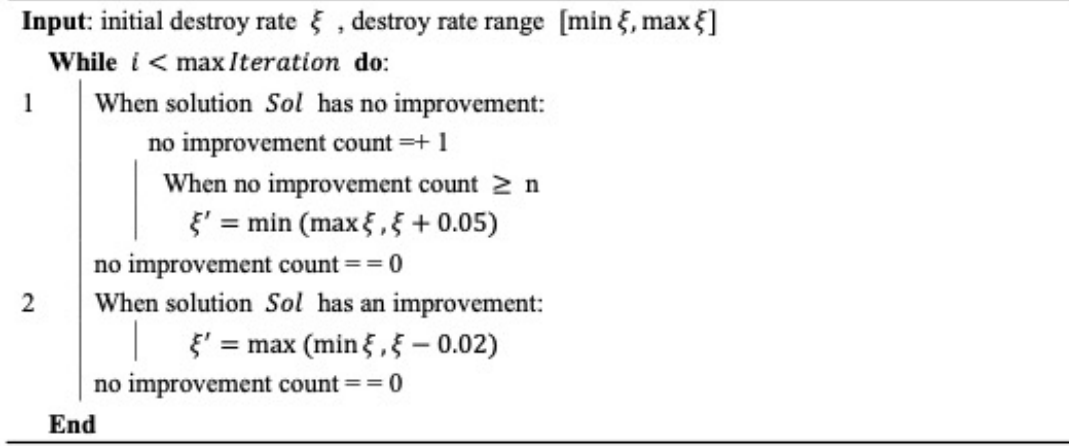 Input: initial destroy rate ξ , destroy rate range [min ξ, max ξ]
While i < maxIteration do:
1 When solution Sol has no improvement:
no improvement count =+ 1
When no improvement count ≥ n
ξ′ = min (max ξ , ξ + 0.05)
no improvement count = = 0
2 When solution Sol has an improvement:
ξ′ = max (min ξ , ξ − 0.02)
no improvement count = = 0
End